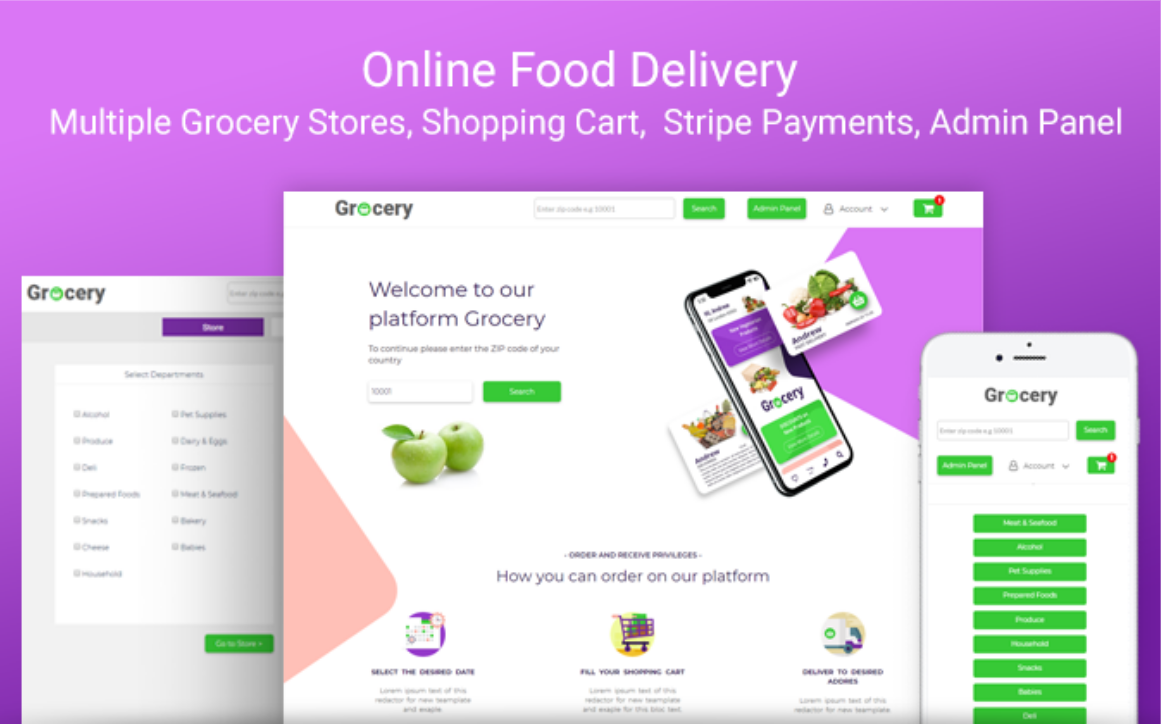 Online Food Delivery
Multiple Grocery Stores, Shopping Cart, Stripe Payments, Admin Panel
Grocery
Enter zip code e.g 10001
Search
Admin Panel
Account
1
Welcome to our
platform Grocery
To continue please enter the ZIP code of your
country
10001
Search
Andrew
Grocery
Andrew
- ORDER AND RECEIVE PRIVILEGES -
How you can order on our platform
SELECT THE DESIRED DATE
Lorem ipsum text of this
redactor for new teamplate
and exaple.
FILL YOUR SHOPPING CART
Lorem ipsum text of this
redactor for new teamplate
and exaple for this blist text.
DELIVER TO DESIRED
ADDRES
Lorem ipsum text of this
redactor for new teamplate
Grocery
Enter zip code e.g
Store
Select Departments
Alcohol
Pet Supplies
Produce
Dairy & Eggs
Deli
Frozen
Prepared Foods
Meat & Seafood
Snacks
Bakery
Cheese
Babies
Household
Go to Store >
Grocery
Enter zip code e.g 10001
Search
Admin Panel
Account
1
Meat & Seafood
Alcohol
Pet Supplies
Prepared Foods
Produce
Household
Snacks
Babies
Deli